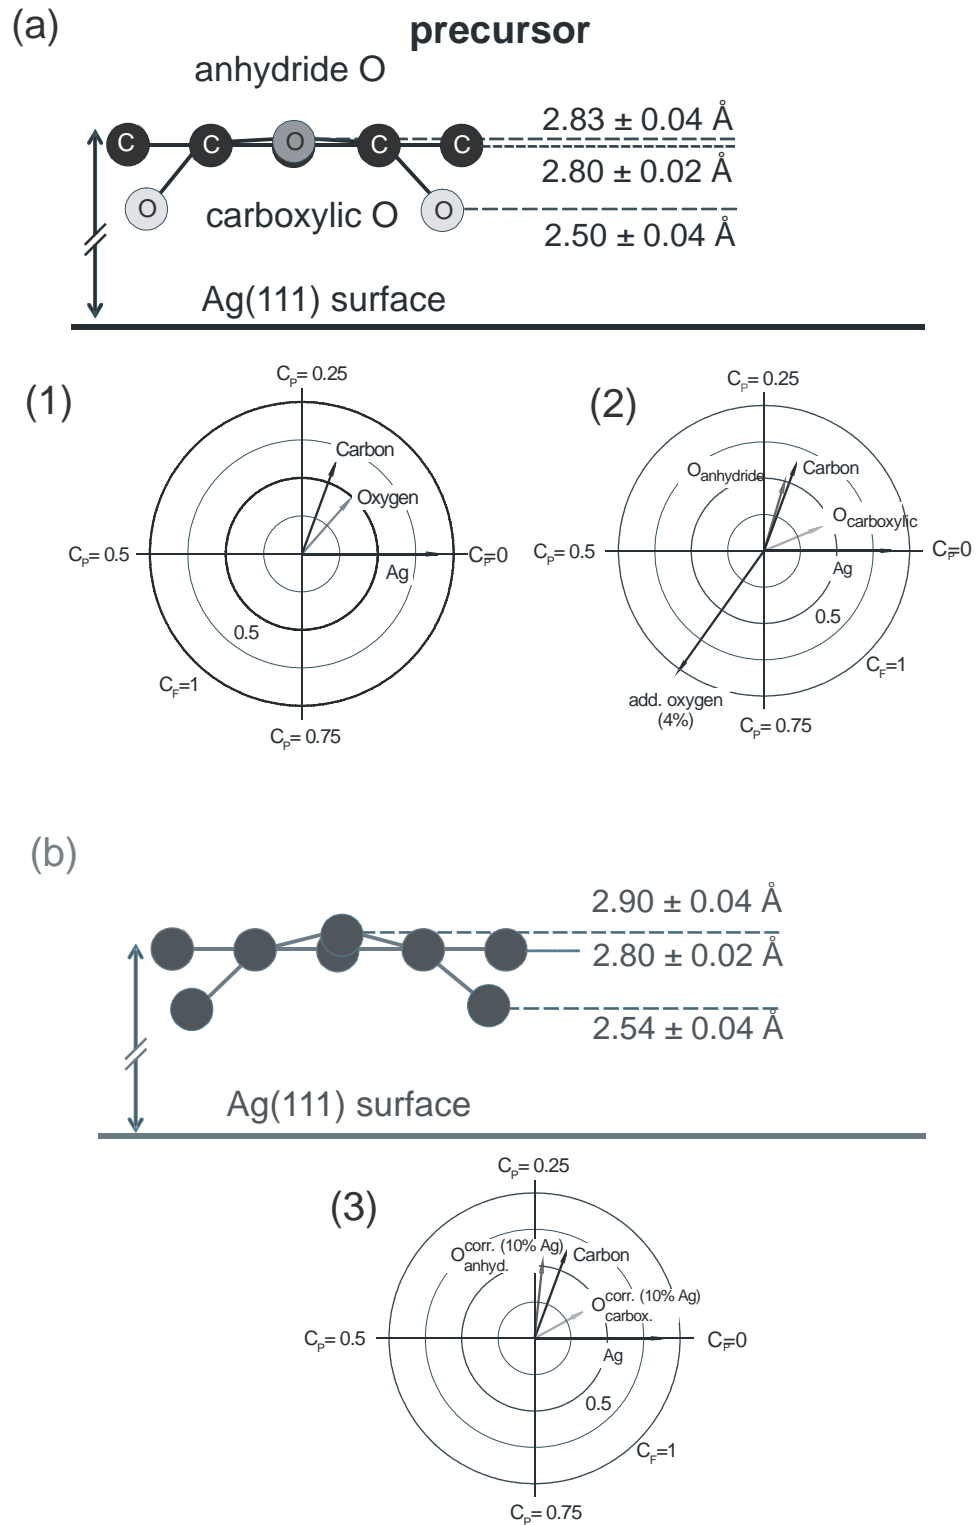 (a)
precursor
anhydride O
2.83 ± 0.04 Å
C C O C C
2.80 ± 0.02 Å
O carboxylic O O
2.50 ± 0.04 Å
Ag(111) surface
(1)
C_P= 0.25
Carbon
Oxygen
C_P= 0.5
C_P=0
Ag
0.5
C_F=1
C_P= 0.75
(2)
C_P= 0.25
O_anhydride
Carbon
O_carboxylic
C_P= 0.5
C_P=0
Ag
0.5
C_F=1
add. oxygen
(4%)
C_P= 0.75
(b)
2.90 ± 0.04 Å
2.80 ± 0.02 Å
2.54 ± 0.04 Å
Ag(111) surface
(3)
C_P= 0.25
O corr. (10% Ag) anhyd.
Carbon
O corr. (10% Ag) carbox.
C_P= 0.5
C_P=0
Ag
0.5
C_F=1
C_P= 0.75